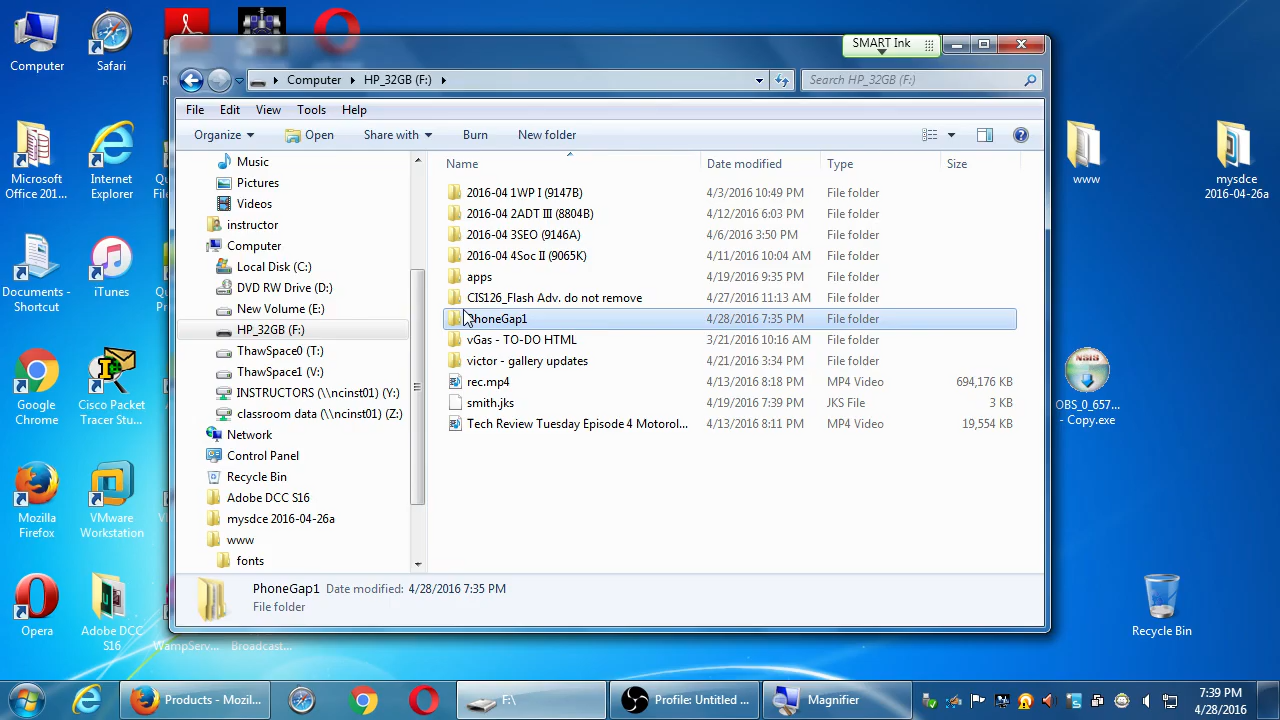 SMART Ink
Computer
HP_32GB (F:)
Search HP_32GB (F:)
File Edit View Tools Help
Organize Open Share with Burn New folder
Name Date modified Type Size
Music
Pictures
Videos
instructor
Computer
Local Disk (C:)
DVD RW Drive (D:)
New Volume (E:)
HP_32GB (F:)
ThawSpace0 (T:)
ThawSpace1 (V:)
INSTRUCTORS (\\ncinst01) (Y:)
classroom data (\\ncinst01) (Z:)
Network
Control Panel
Recycle Bin
Adobe DCC S16
mysdce 2016-04-26a
www
fonts
2016-04 1WP I (9147B) 4/3/2016 10:49 PM File folder
2016-04 2ADT III (8804B) 4/12/2016 6:03 PM File folder
2016-04 3SEO (9146A) 4/6/2016 3:50 PM File folder
2016-04 4Soc II (9065K) 4/11/2016 10:04 AM File folder
apps 4/19/2016 9:35 PM File folder
CIS126_Flash Adv. do not remove 4/27/2016 11:13 AM File folder
PhoneGap1 4/28/2016 7:35 PM File folder
vGas - TO-DO HTML 3/21/2016 10:16 AM File folder
victor - gallery updates 4/21/2016 3:34 PM File folder
rec.mp4 4/13/2016 8:18 PM MP4 Video 694,176 KB
smith.jks 4/19/2016 7:39 PM JKS File 3 KB
Tech Review Tuesday Episode 4 Motorol... 4/13/2016 8:11 PM MP4 Video 19,554 KB
PhoneGap1 Date modified: 4/28/2016 7:35 PM
File folder
Computer
Safari
Microsoft
Office 201...
Internet
Explorer
Documents -
Shortcut
iTunes
Google
Chrome
Cisco Packet
Tracer Stu...
Mozilla
Firefox
VMware
Workstation
Opera
Adobe DCC
S16
WampServ...
Broadcast...
www
mysdce
2016-04-26a
NSIS
OBS_0_657...
- Copy.exe
Recycle Bin
Products - Mozil...
F:\
Profile: Untitled ...
Magnifier
7:39 PM
4/28/2016